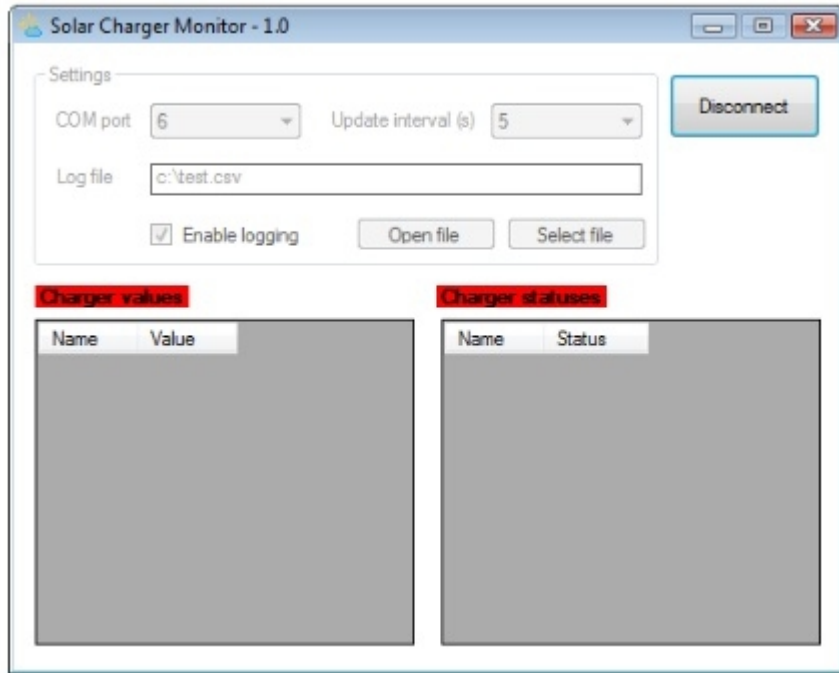 Solar Charger Monitor - 1.0
Settings
COM port 6 Update interval (s) 5
Disconnect
Log file c:\test.csv
Enable logging Open file Select file
Charger values Charger statuses
Name Value Name Status